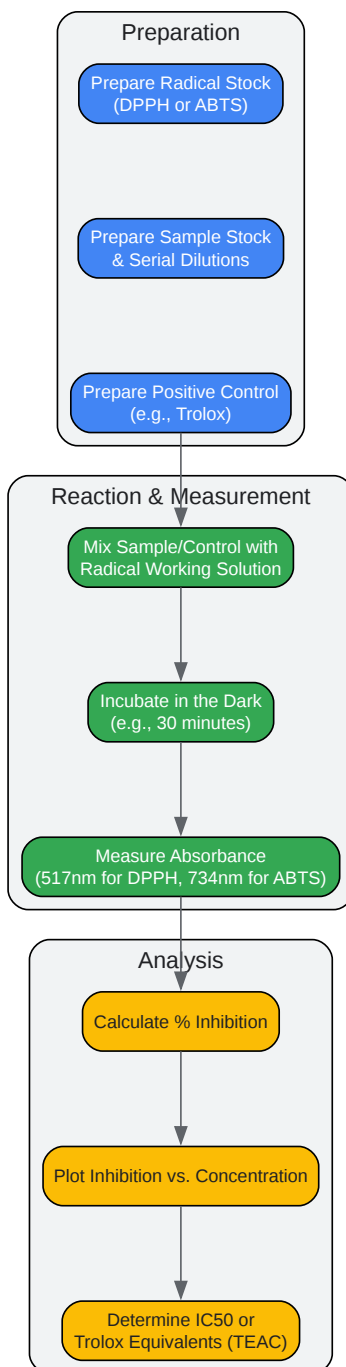 Preparation
Prepare Radical Stock
(DPPH or ABTS)
Prepare Sample Stock
& Serial Dilutions
Prepare Positive Control
(e.g., Trolox)
Reaction & Measurement
Mix Sample/Control with
Radical Working Solution
Incubate in the Dark
(e.g., 30 minutes)
Measure Absorbance
(517nm for DPPH, 734nm for ABTS)
Analysis
Calculate % Inhibition
Plot Inhibition vs. Concentration
Determine IC50 or
Trolox Equivalents (TEAC)